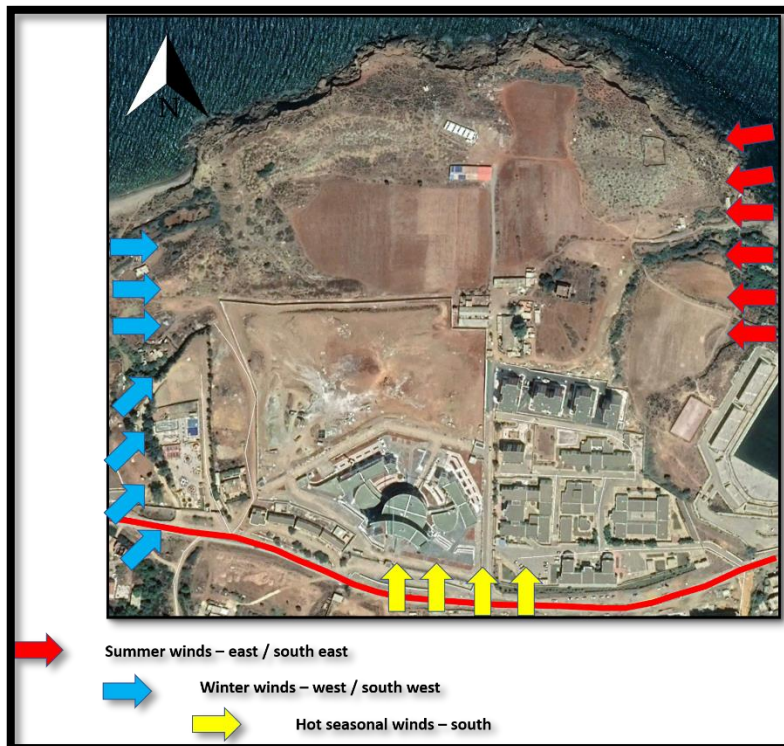 N
Summer winds – east / south east
Winter winds – west / south west
Hot seasonal winds – south